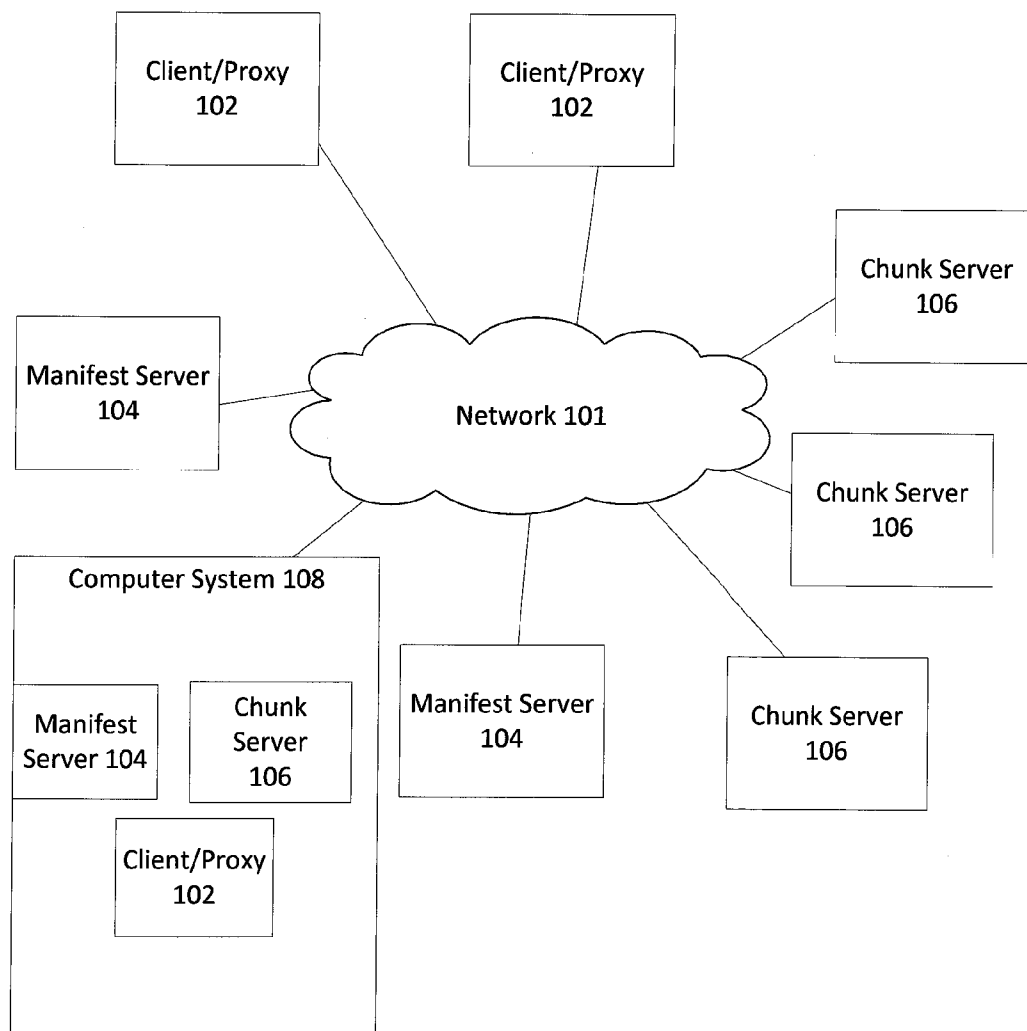 Client/Proxy
102
Client/Proxy
102
Chunk Server
106
Manifest Server
104
Network 101
Chunk Server
106
Computer System 108
Manifest
Server 104
Chunk
Server
106
Client/Proxy
102
Manifest Server
104
Chunk Server
106